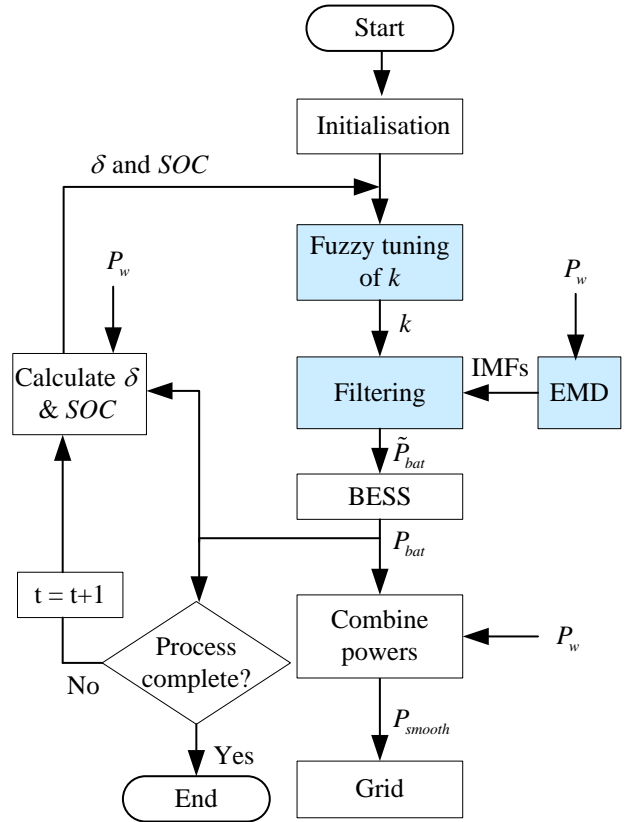 Start
Initialisation
δ and SOC
Fuzzy tuning
of k
P_w
P_w
k
IMFs
Calculate δ
& SOC
Filtering
EMD
P̃_bat
BESS
P_bat
t = t+1
Combine
powers
P_w
Process
complete?
No
P_smooth
Yes
End
Grid